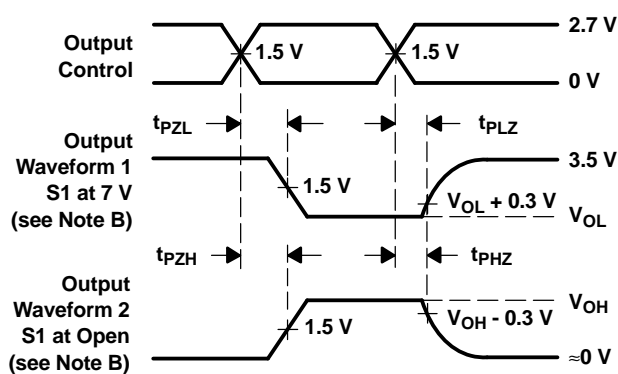 2.7 V
Output
Control
1.5 V
1.5 V
0 V
tPZL
tPLZ
Output
Waveform 1
S1 at 7 V
(see Note B)
3.5 V
1.5 V
VOL + 0.3 V
VOL
tPZH
tPHZ
Output
Waveform 2
S1 at Open
(see Note B)
VOH
1.5 V
VOH - 0.3 V
≈0 V